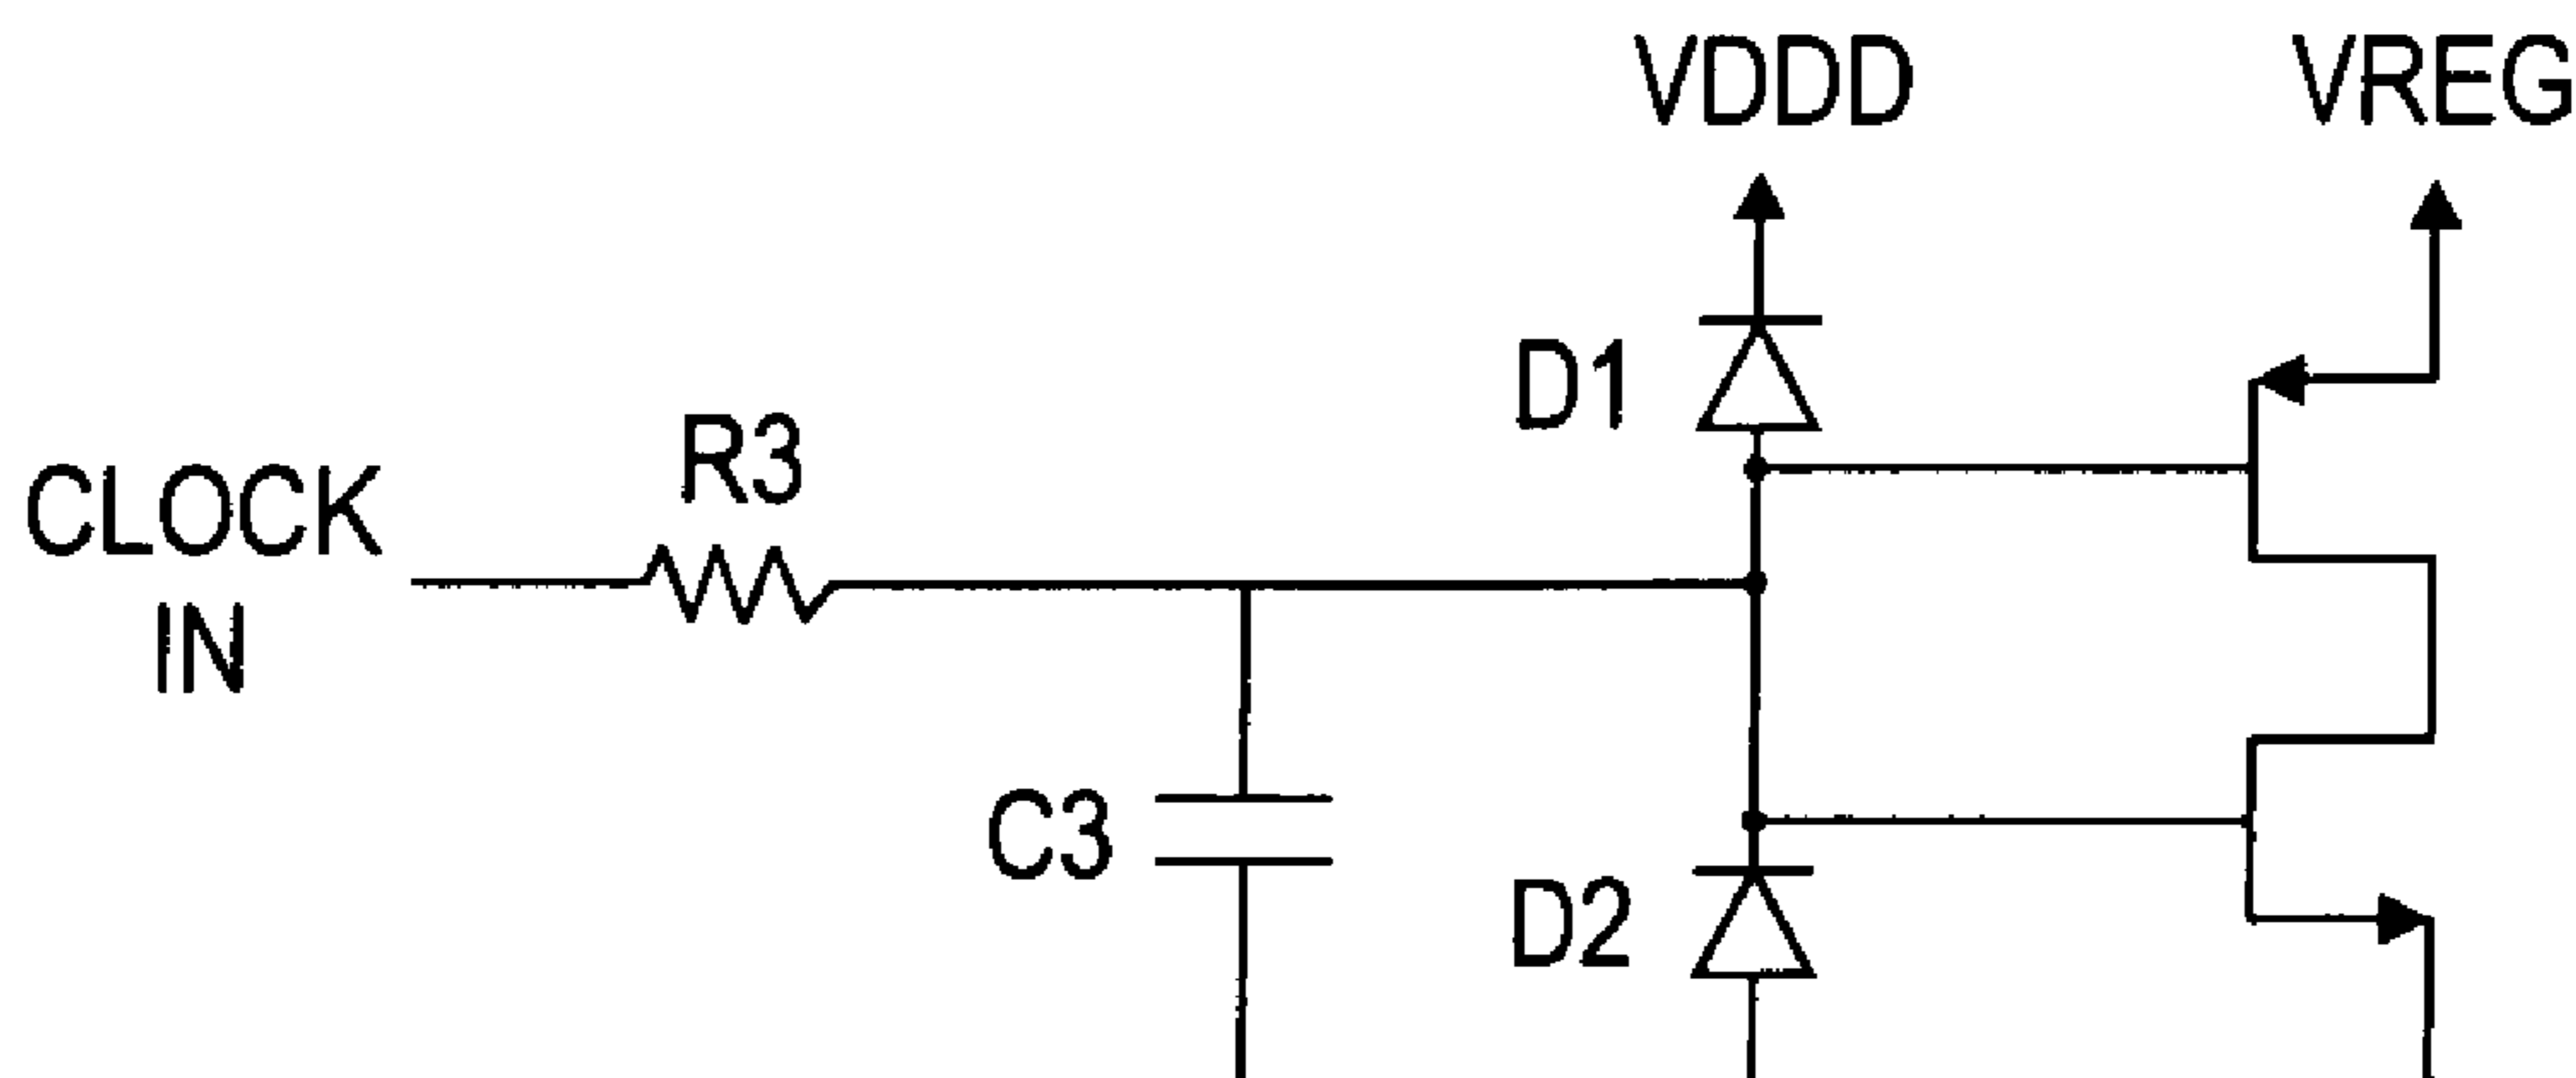 VDDD
VREG
D1
R3
CLOCK
IN
C3
D2